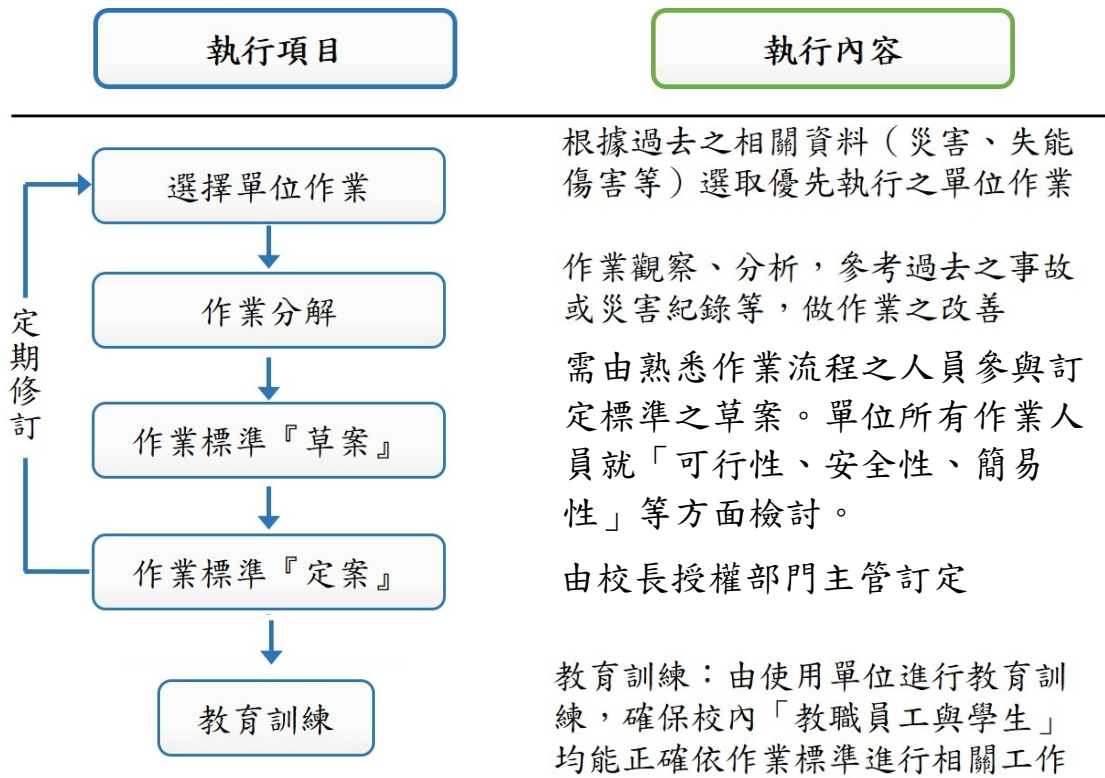 執行項目
執行內容
選擇單位作業
根據過去之相關資料（災害、失能
傷害等）選取優先執行之單位作業
作業分解
作業觀察、分析，參考過去之事故
或災害紀錄等，做作業之改善
定期修訂
作業標準『草案』
需由熟悉作業流程之人員參與訂
定標準之草案。單位所有作業人
員就「可行性、安全性、簡易
性」等方面檢討。
作業標準『定案』
由校長授權部門主管訂定
教育訓練
教育訓練：由使用單位進行教育訓
練，確保校內「教職員工與學生」
均能正確依作業標準進行相關工作